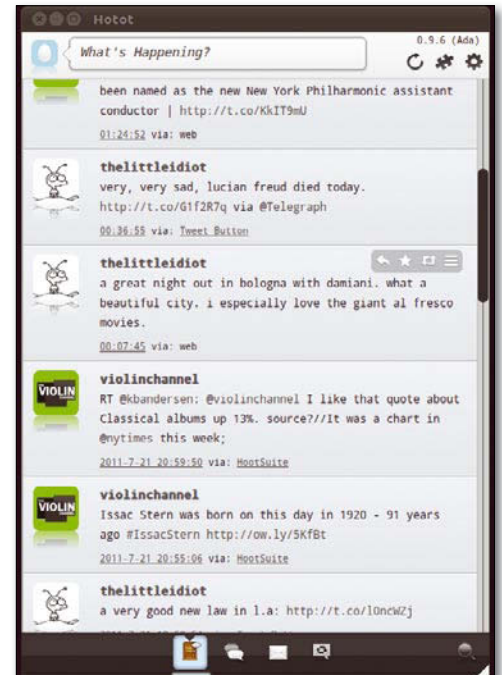 Hotot
0.9.6 (Ada)
What's Happening?
been named as the new New York Philharmonic assistant
conductor | http://t.co/KkIT9mU
01:24:52 via: web
thelittleidiot
very, very sad, lucian freud died today.
http://t.co/G1f2R7q via @Telegraph
00:36:55 via: Tweet Button
thelittleidiot
a great night out in bologna with damiani. what a
beautiful city. i especially love the giant al fresco
movies.
00:07:45 via: web
violinchannel
RT @kbandersen: @violinchannel I like that quote about
Classical albums up 13%. source?//It was a chart in
@nytimes this week;
2011-7-21 20:59:50 via: HootSuite
violinchannel
Issac Stern was born on this day in 1920 - 91 years
ago #IssacStern http://ow.ly/5KfBt
2011-7-21 20:55:06 via: HootSuite
thelittleidiot
a very good new law in l.a: http://t.co/lOncWZj
VIOLIN
VIOLIN